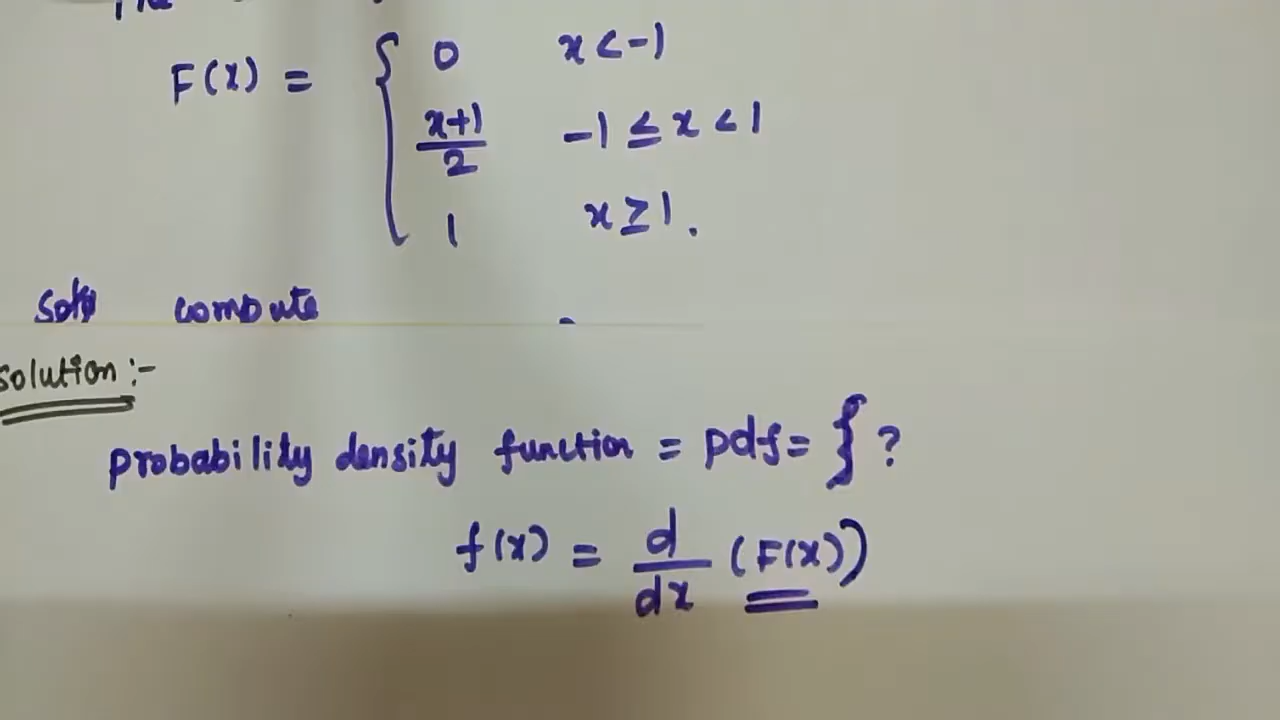 F(x) = { 0 x < -1
x+1/2 -1 ≤ x < 1
1 x ≥ 1.
compute
solution :-
probability density function = pdf = } ?
f(x) = d/dx (F(x))